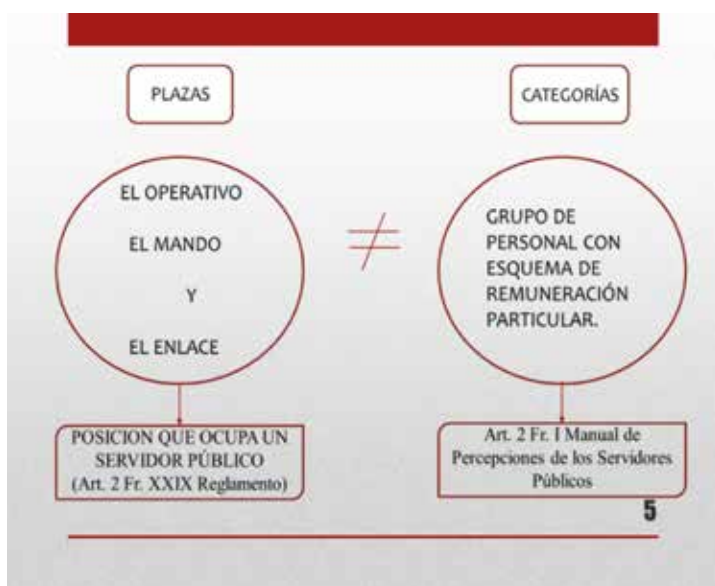 PLAZAS
CATEGORÍAS
EL OPERATIVO
EL MANDO
Y
EL ENLACE
≠
GRUPO DE
PERSONAL CON
ESQUEMA DE
REMUNERACIÓN
PARTICULAR.
POSICION QUE OCUPA UN
SERVIDOR PÚBLICO
(Art. 2 Fr. XXIX Reglamento)
Art. 2 Fr. I Manual de
Percepciones de los Servidores
Públicos
5